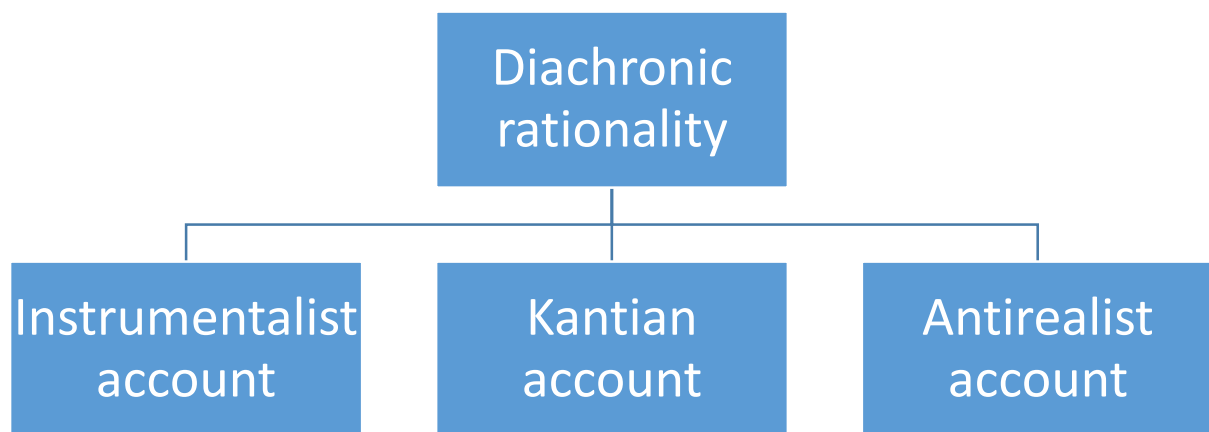 Diachronic
rationality
Instrumentalist
account
Kantian
account
Antirealist
account